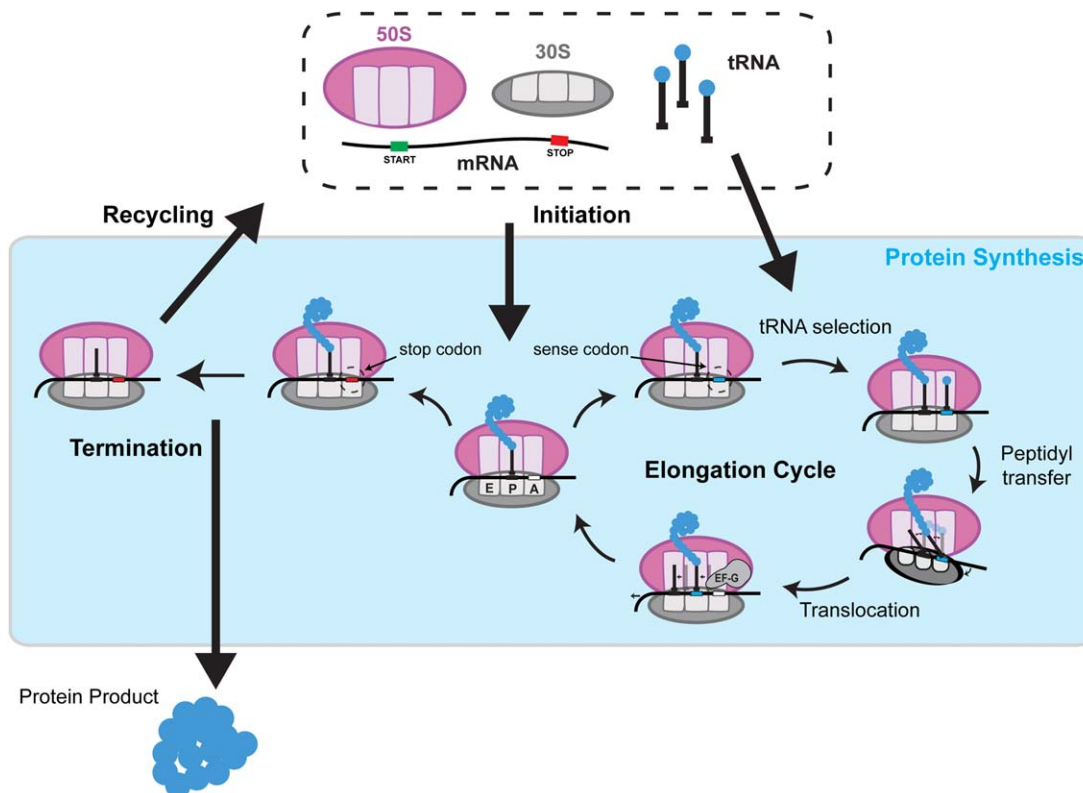 50S
30S
tRNA
START
mRNA
STOP
Recycling
Initiation
Protein Synthesis
tRNA selection
stop codon
sense codon
Termination
E P A
Elongation Cycle
Peptidyl
transfer
EF-G
Translocation
Protein Product